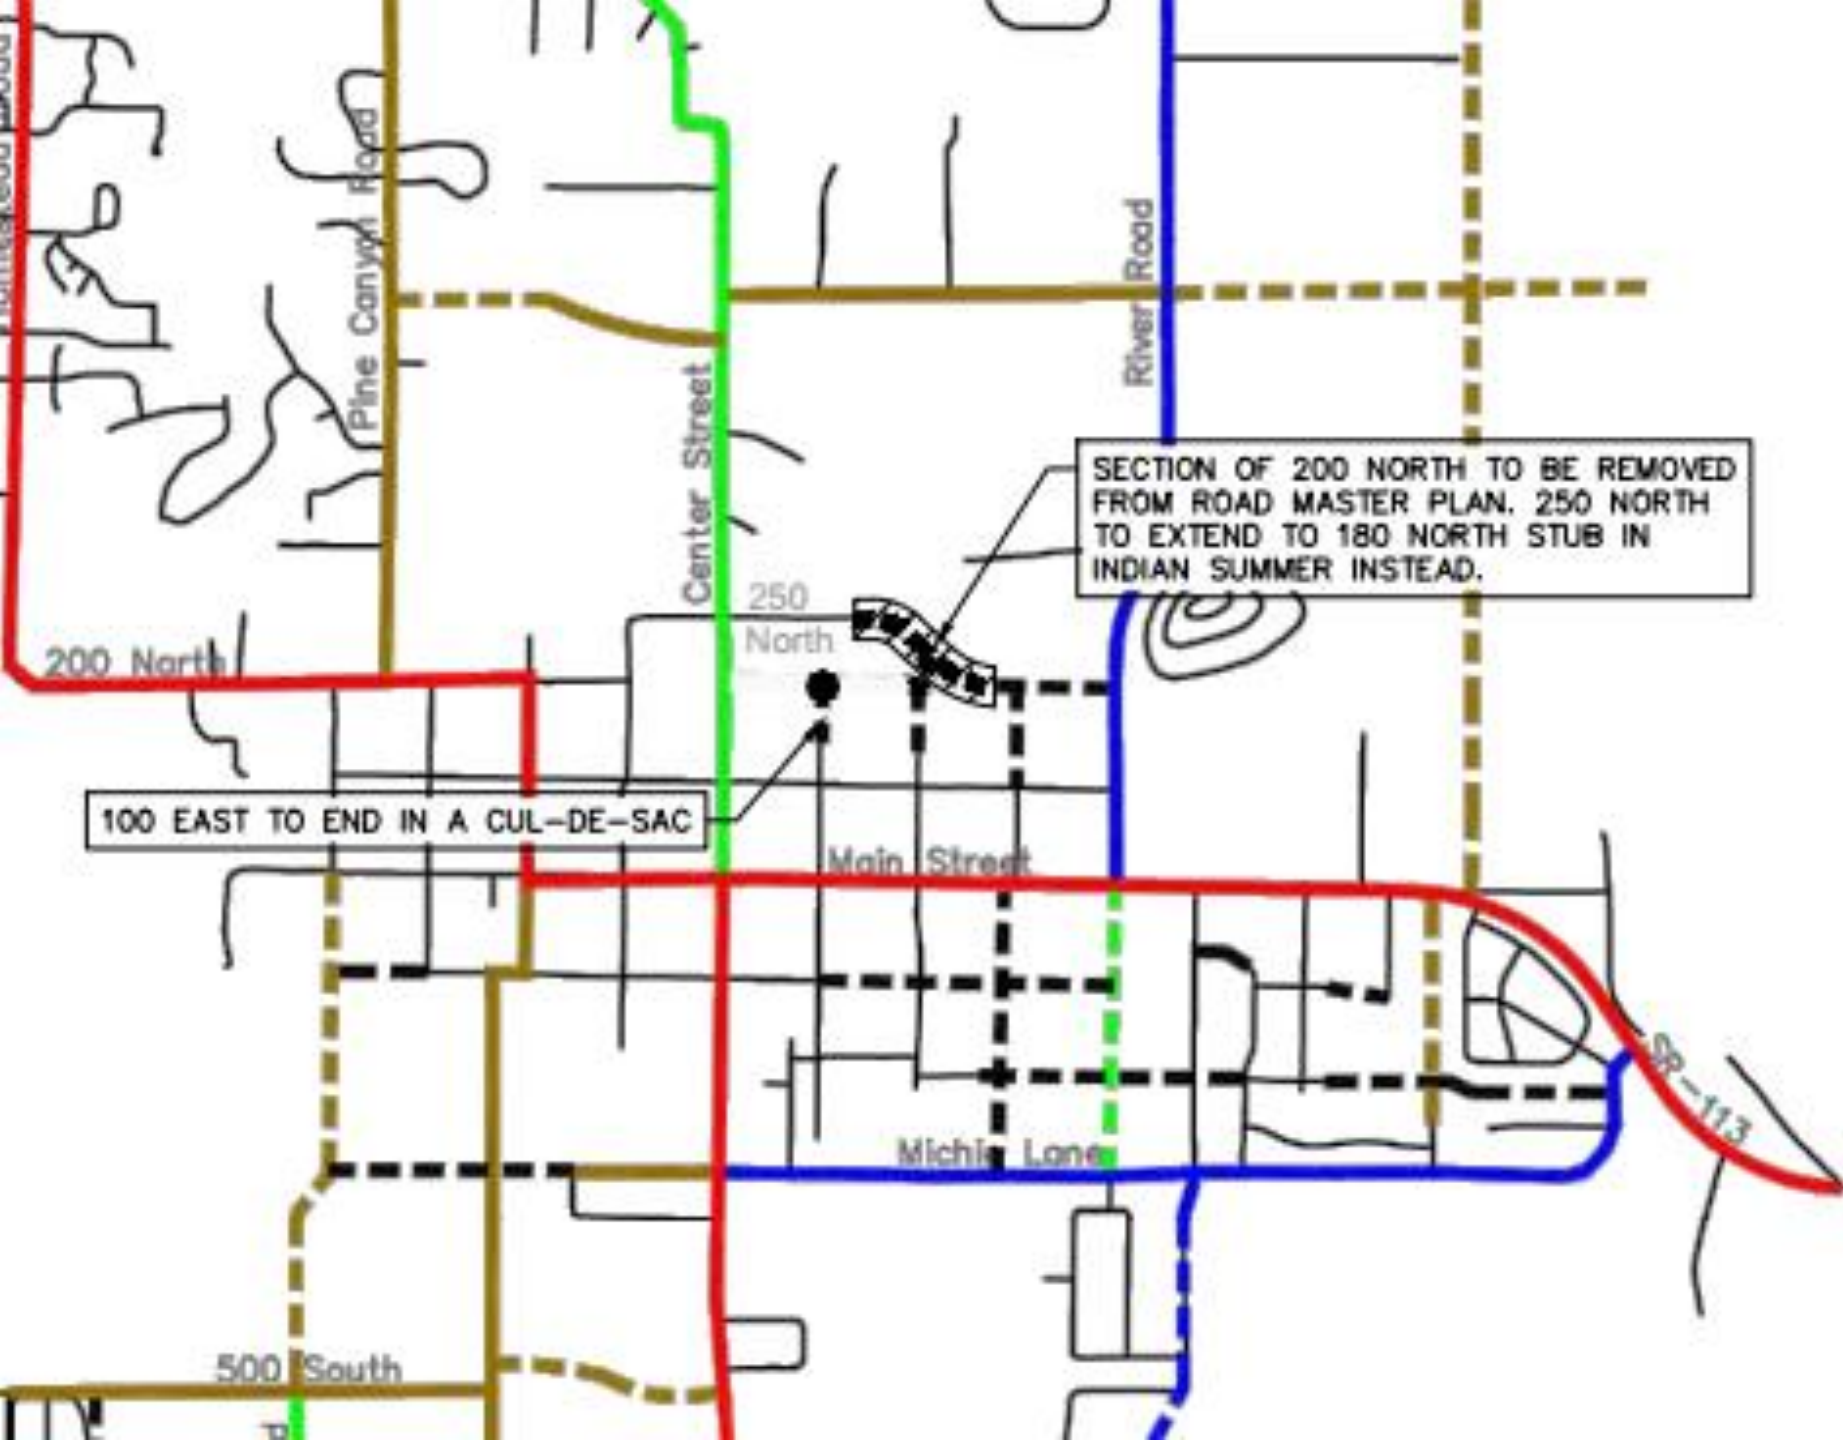 Pine Canyon Road
River Road
Center Street
SECTION OF 200 NORTH TO BE REMOVED
FROM ROAD MASTER PLAN. 250 NORTH
TO EXTEND TO 180 NORTH STUB IN
INDIAN SUMMER INSTEAD.
250
North
200 North
100 EAST TO END IN A CUL-DE-SAC
Main Street
SR-113
Michie Lane
500 South